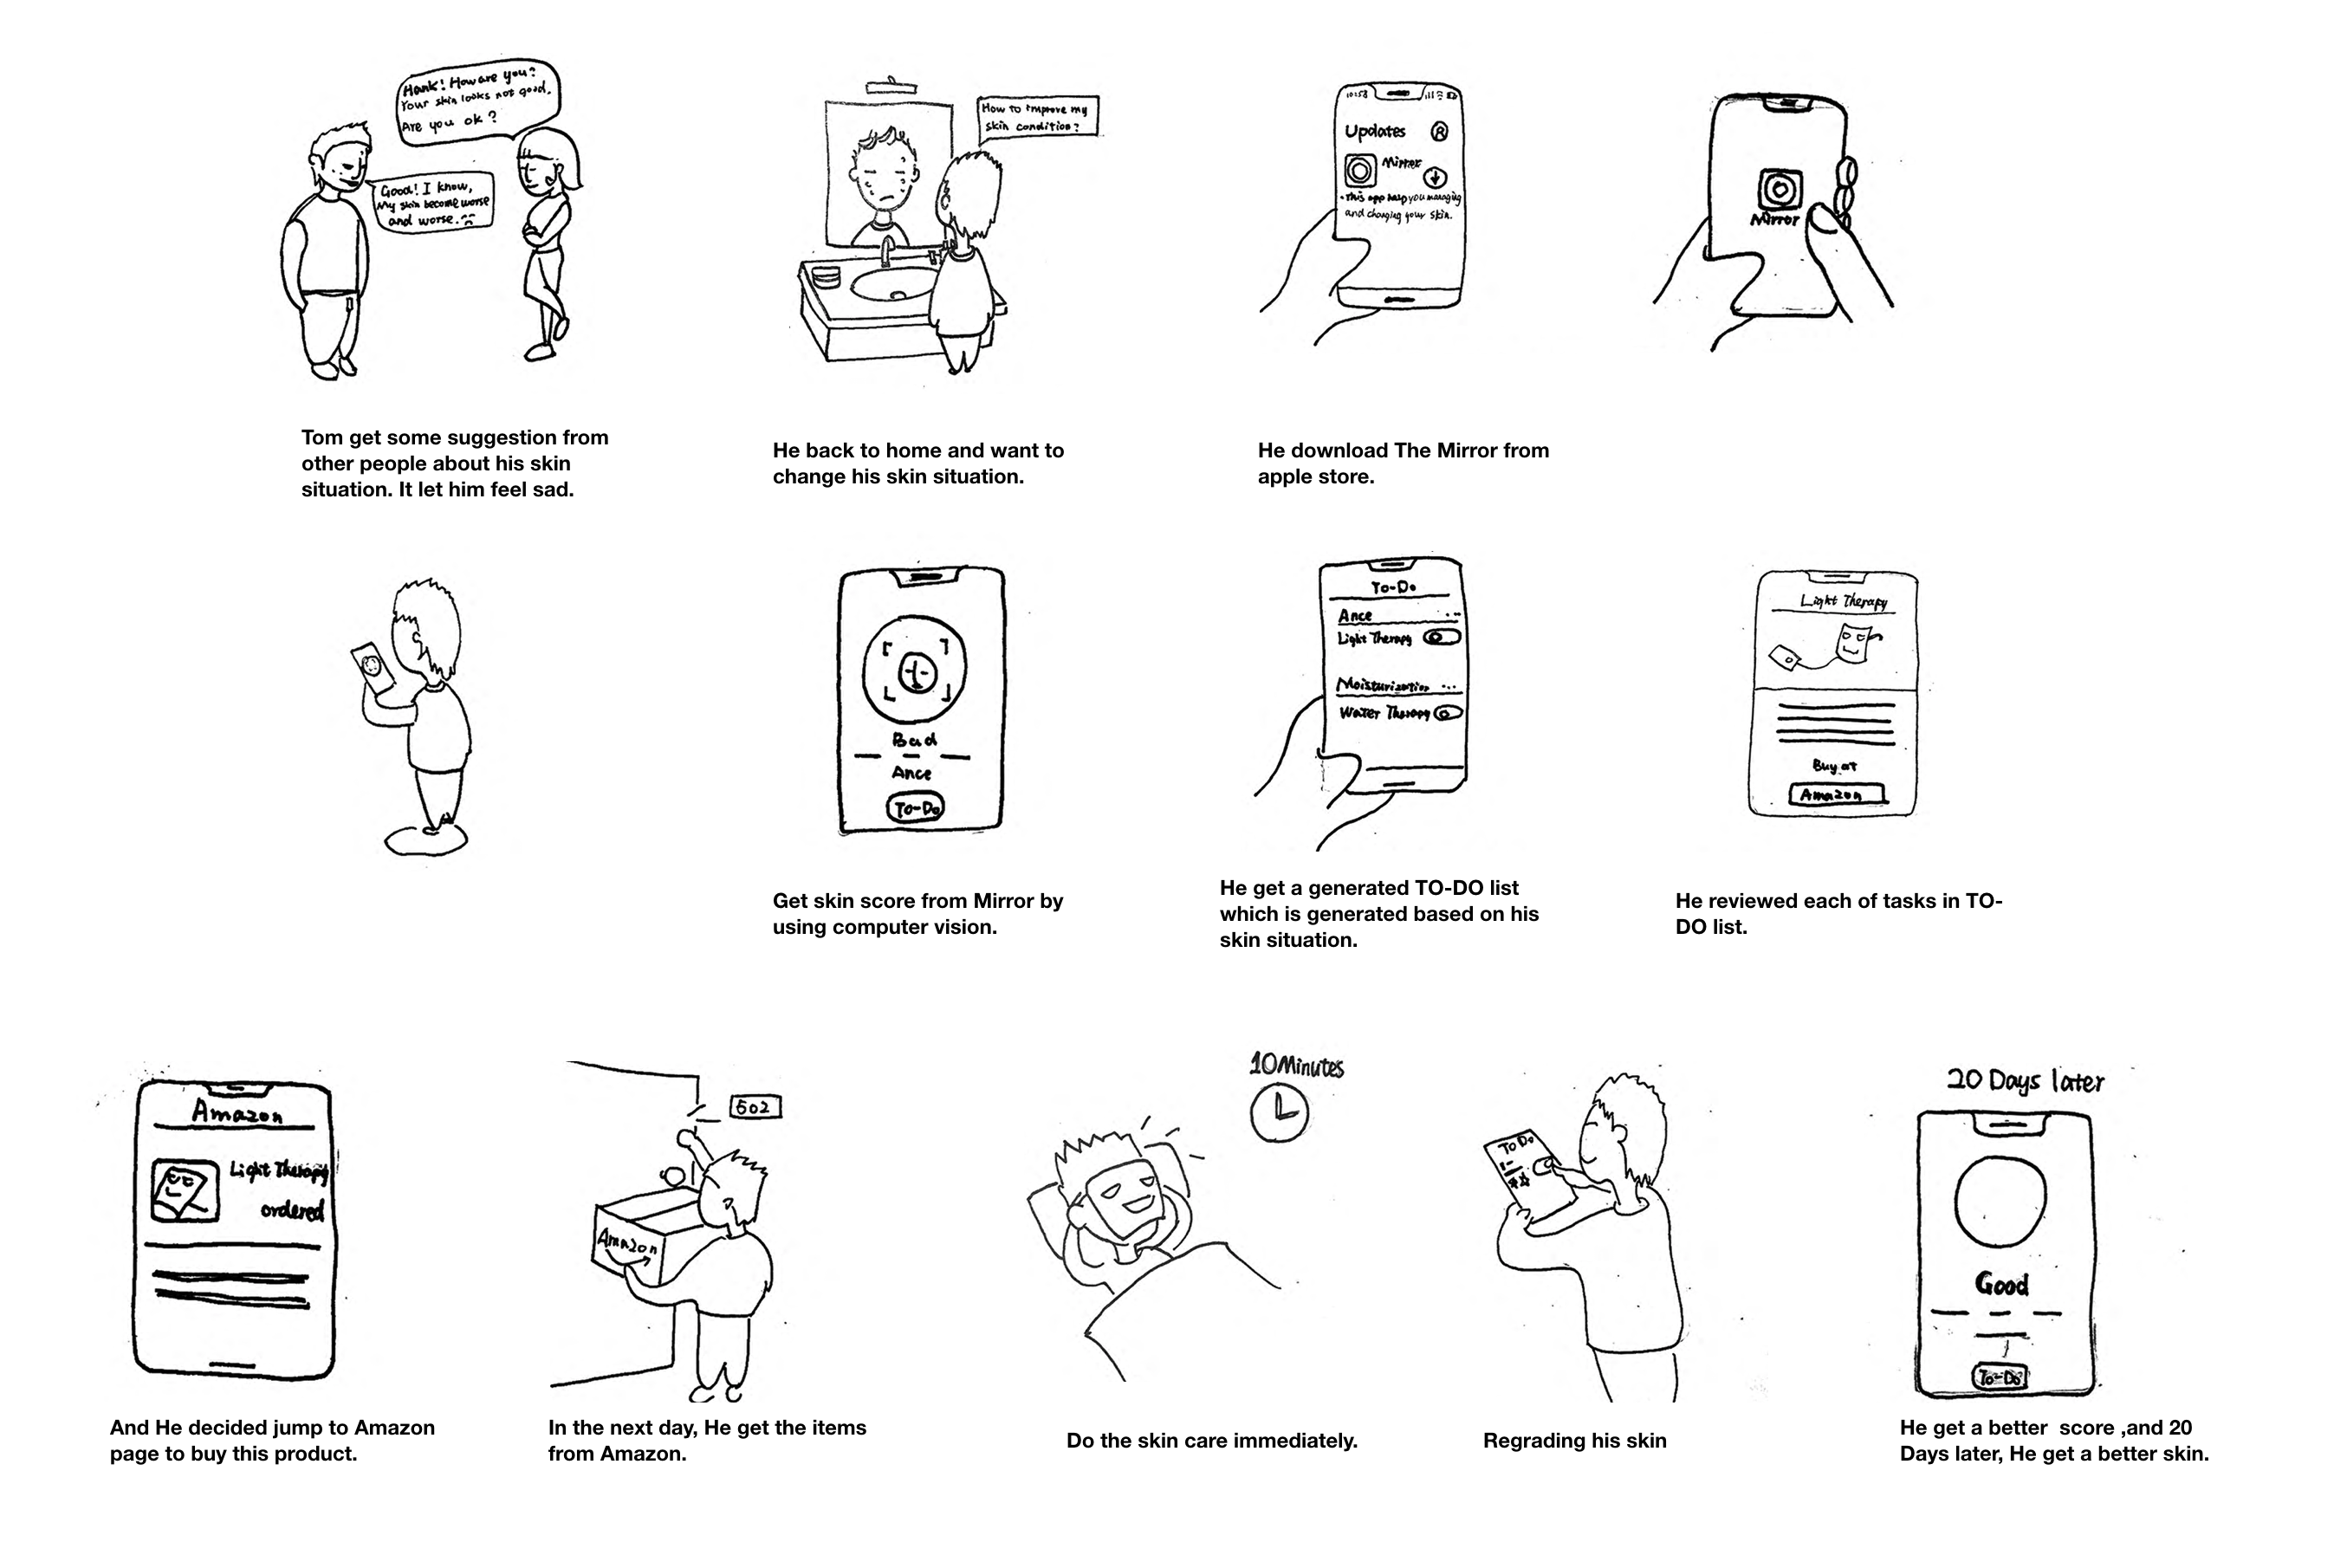 Hank! How are you?
Your skin looks not good.
Are you ok?
Good! I know,
My skin become worse
and worse.
Tom get some suggestion from
other people about his skin
situation. It let him feel sad.
How to improve my
skin condition?
He back to home and want to
change his skin situation.
10:58
Updates
R
Mirror
• This app help you managing
and changing your skin.
He download The Mirror from
apple store.
Mirror
Bad
Ance
To-Do
Get skin score from Mirror by
using computer vision.
To-Do
Ance ...
Light Therapy
Moisturization ...
Water Therapy
He get a generated TO-DO list
which is generated based on his
skin situation.
Light Therapy
Buy at
Amazon
He reviewed each of tasks in TO-
DO list.
Amazon
Light Therapy
ordered
And He decided jump to Amazon
page to buy this product.
602
Amazon
In the next day, He get the items
from Amazon.
10Minutes
Do the skin care immediately.
To Do
Regrading his skin
20 Days later
Good
To-Do
He get a better  score ,and 20
Days later, He get a better skin.